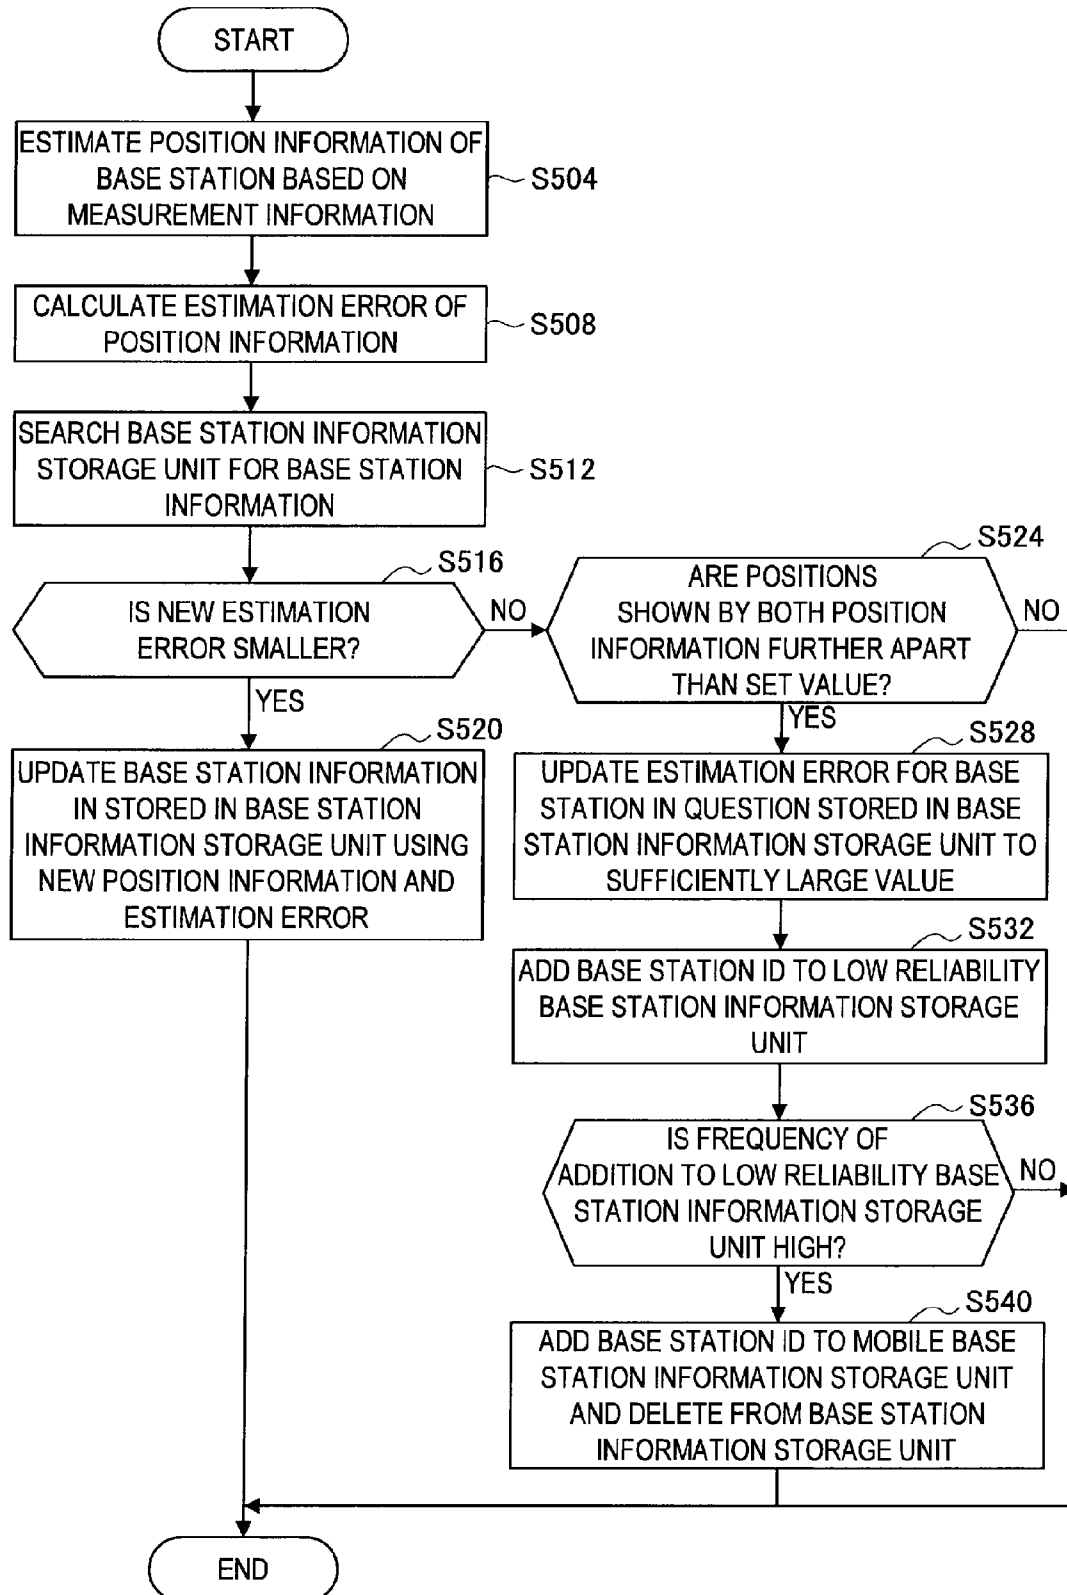 START
ESTIMATE POSITION INFORMATION OF
BASE STATION BASED ON
MEASUREMENT INFORMATION
S504
CALCULATE ESTIMATION ERROR OF
POSITION INFORMATION
S508
SEARCH BASE STATION INFORMATION
STORAGE UNIT FOR BASE STATION
INFORMATION
S512
S516
IS NEW ESTIMATION
ERROR SMALLER?
NO
YES
S520
UPDATE BASE STATION INFORMATION
IN STORED IN BASE STATION
INFORMATION STORAGE UNIT USING
NEW POSITION INFORMATION AND
ESTIMATION ERROR
S524
ARE POSITIONS
SHOWN BY BOTH POSITION
INFORMATION FURTHER APART
THAN SET VALUE?
NO
YES
S528
UPDATE ESTIMATION ERROR FOR BASE
STATION IN QUESTION STORED IN BASE
STATION INFORMATION STORAGE UNIT TO
SUFFICIENTLY LARGE VALUE
S532
ADD BASE STATION ID TO LOW RELIABILITY
BASE STATION INFORMATION STORAGE
UNIT
S536
IS FREQUENCY OF
ADDITION TO LOW RELIABILITY BASE
STATION INFORMATION STORAGE
UNIT HIGH?
NO
YES
S540
ADD BASE STATION ID TO MOBILE BASE
STATION INFORMATION STORAGE UNIT
AND DELETE FROM BASE STATION
INFORMATION STORAGE UNIT
END